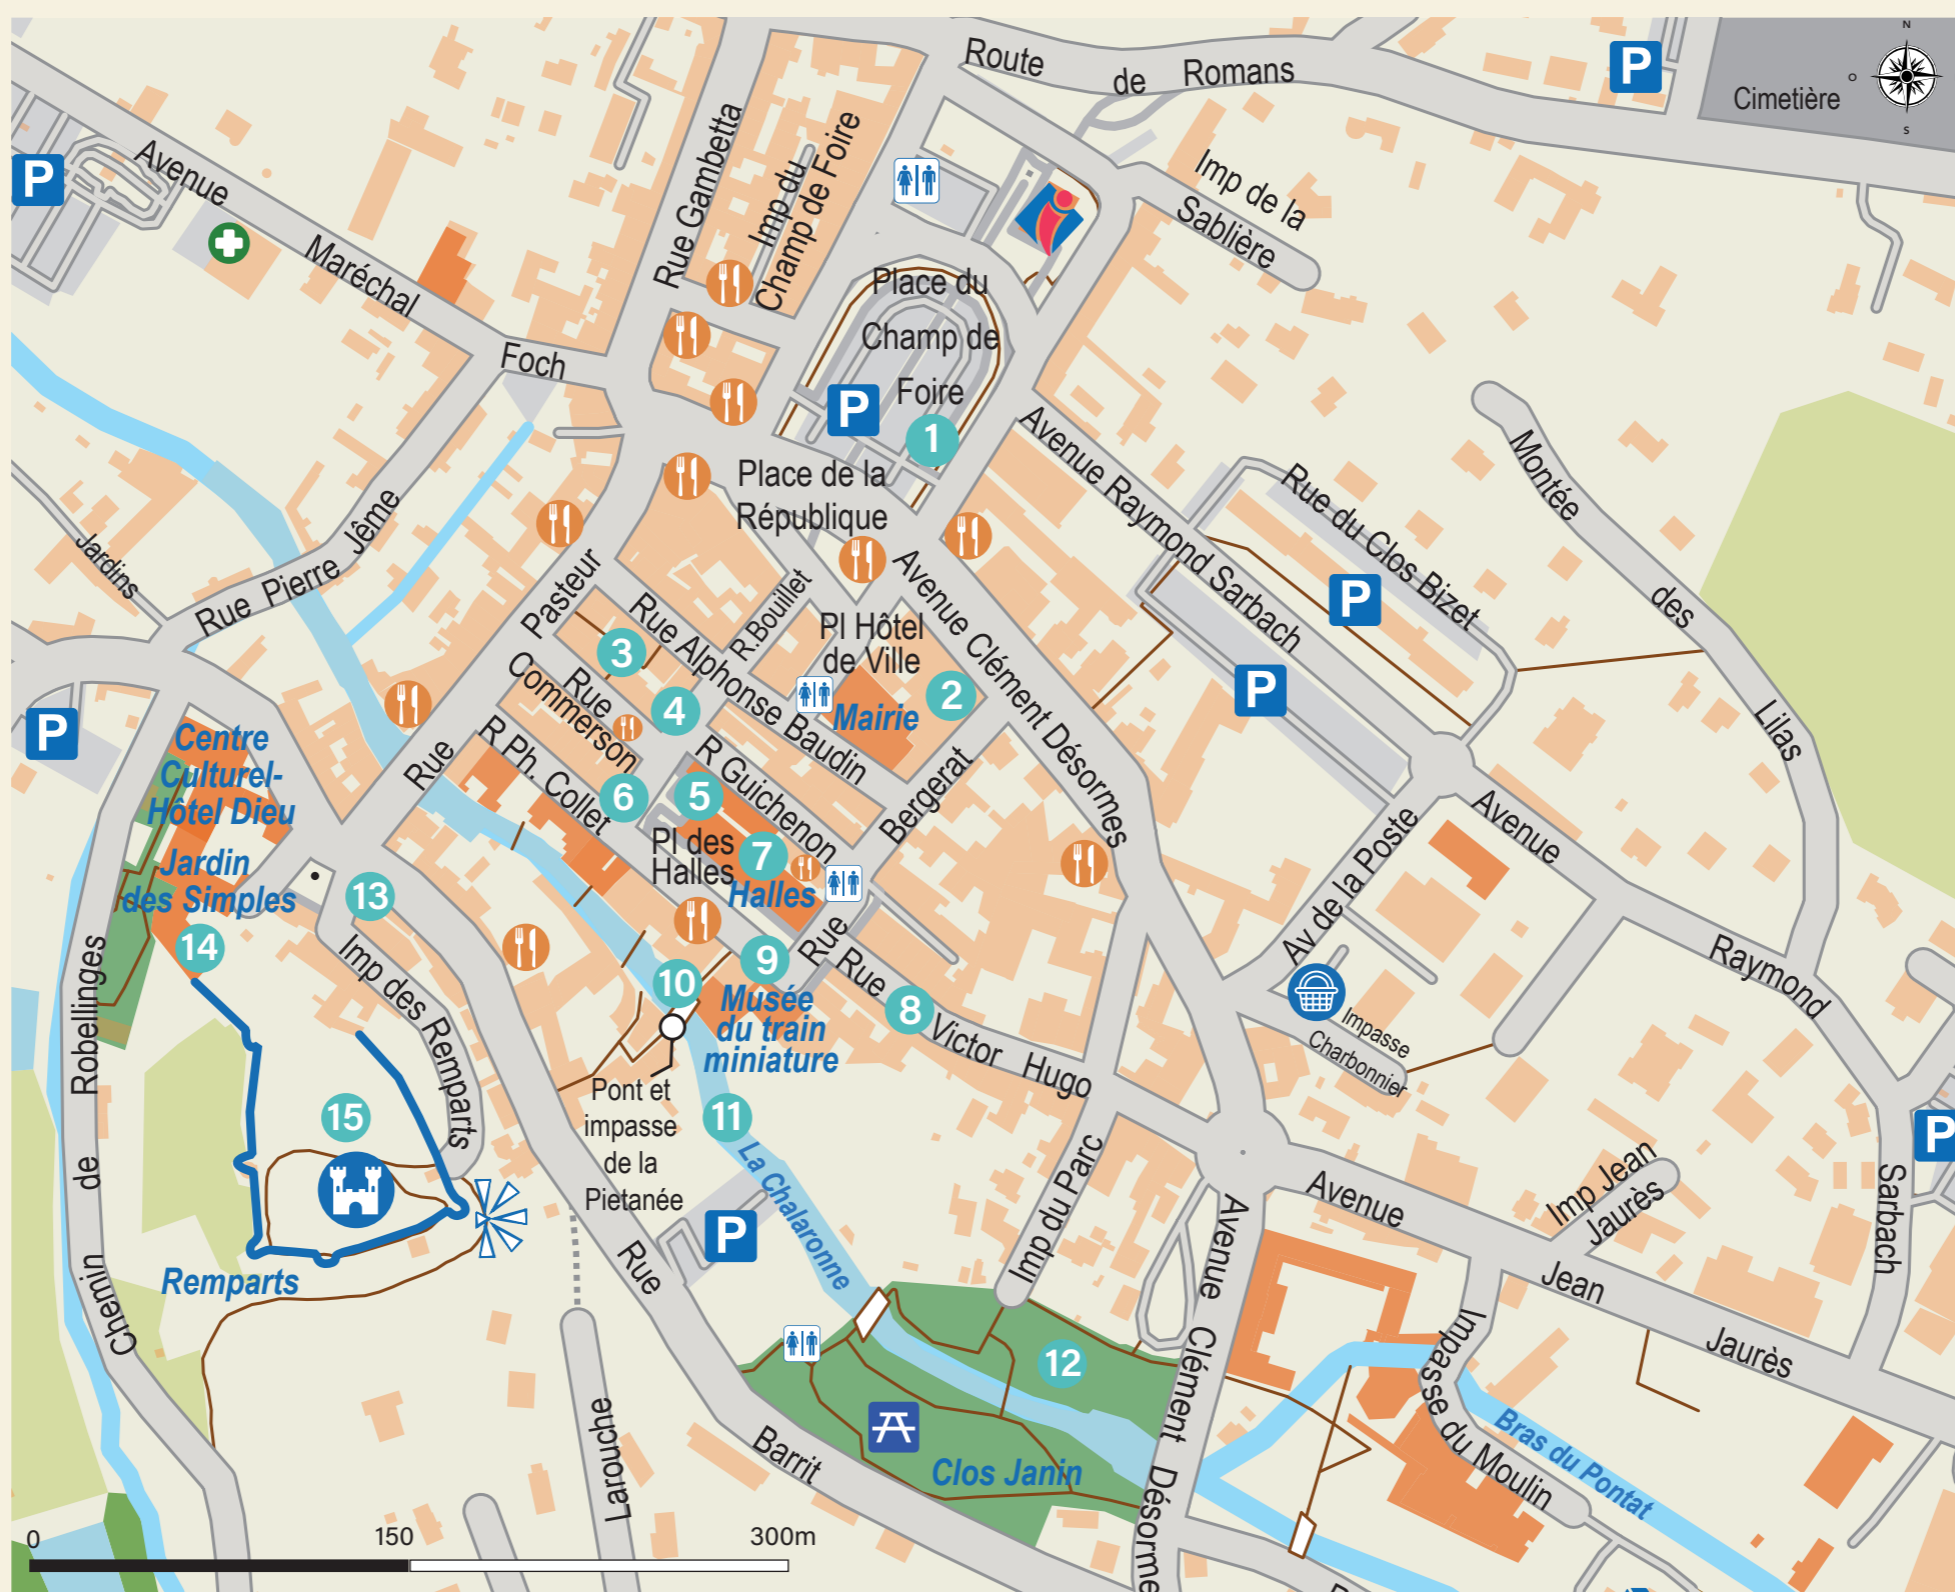 N
O
S
Route de Romans
P
Cimetière
P
Avenue
Maréchal
Foch
Rue Gambetta
Imp du
Champ de Foire
Imp de la
Sablière
Place du
Champ de
Foire
P
1
Place de la
République
Avenue Raymond Sarbach
Rue du Clos Bizet
P
P
Montée
des
Lilas
Jardins
Rue Pierre Jême
Pasteur
Rue
Rue Alphonse Baudin
R.Bouillet
Pl Hôtel
de Ville
2
Mairie
Avenue Clément Désormes
3
4
Rue
Commerson
R Ph. Collet
6
5
R Guichenon
Bergerat
Rue
Pl des
Halles
7
Halles
P
Centre
Culturel-
Hôtel Dieu
Jardin
des Simples
14
13
Imp des Remparts
Chemin de Robellinges
15
Remparts
10
9
Musée
du train
miniature
Pont et
impasse
de la
Pietanée
11
La Chalaronne
P
8
Rue
Victor Hugo
Imp du Parc
Av de la Poste
Impasse
Charbonnier
Avenue
Raymond
Sarbach
P
Imp Jean
Jaurès
Avenue
Jean
Jaurès
Avenue
Clément
Désorme
12
Clos Janin
Rue
Barrit
Larouche
Impasse du Moulin
Bras du Pontat
0
150
300m